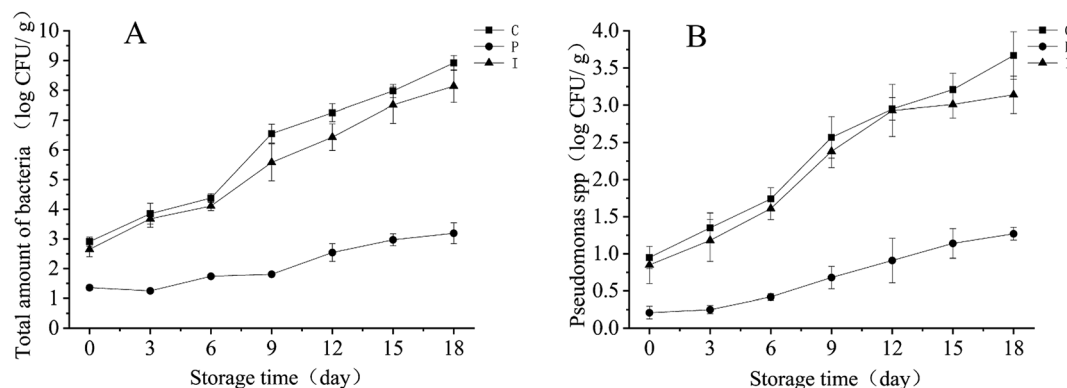 A
C
P
I
Total amount of bacteria (log CFU/ g)
10
9
8
7
6
5
4
3
2
1
0
0 3 6 9 12 15 18
Storage time (day)
B
Pseudomonas spp (log CFU/ g)
4.0
3.5
3.0
2.5
2.0
1.5
1.0
0.5
0.0
0 3 6 9 12 15 18
Storage time (day)